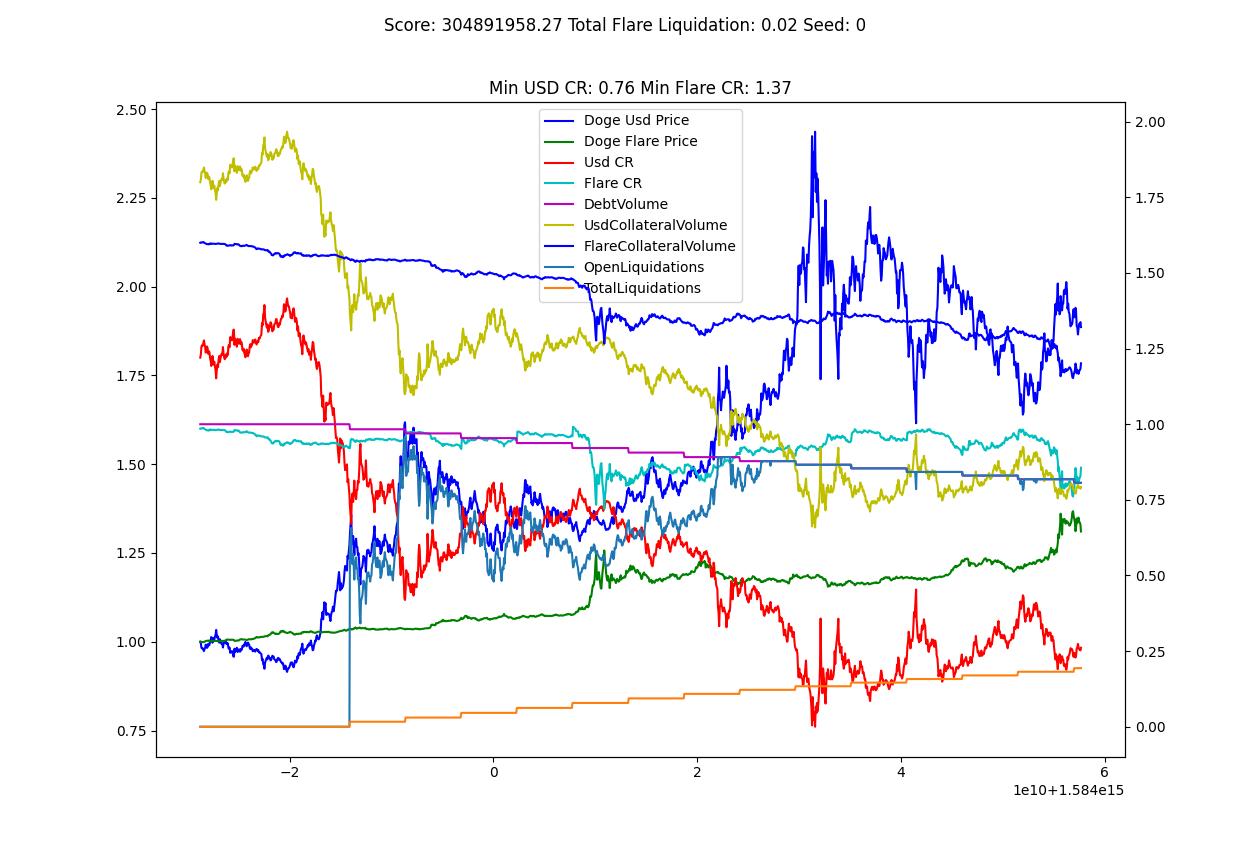 Score: 304891958.27 Total Flare Liquidation: 0.02 Seed: 0
Min USD CR: 0.76 Min Flare CR: 1.37
2.50
2.25
2.00
1.75
1.50
1.25
1.00
0.75
Doge Usd Price
Doge Flare Price
Usd CR
Flare CR
DebtVolume
UsdCollateralVolume
FlareCollateralVolume
OpenLiquidations
TotalLiquidations
2.00
1.75
1.50
1.25
1.00
0.75
0.50
0.25
0.00
−2 0 2 4 6
1e10+1.584e15